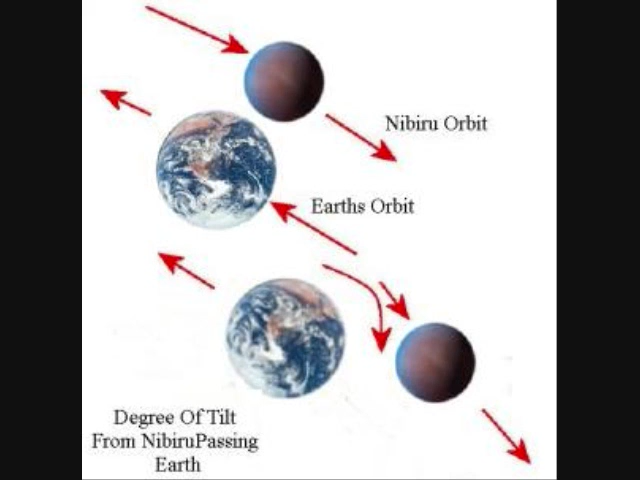 Nibiru Orbit
Earths Orbit
Degree Of Tilt
From NibiruPassing
Earth